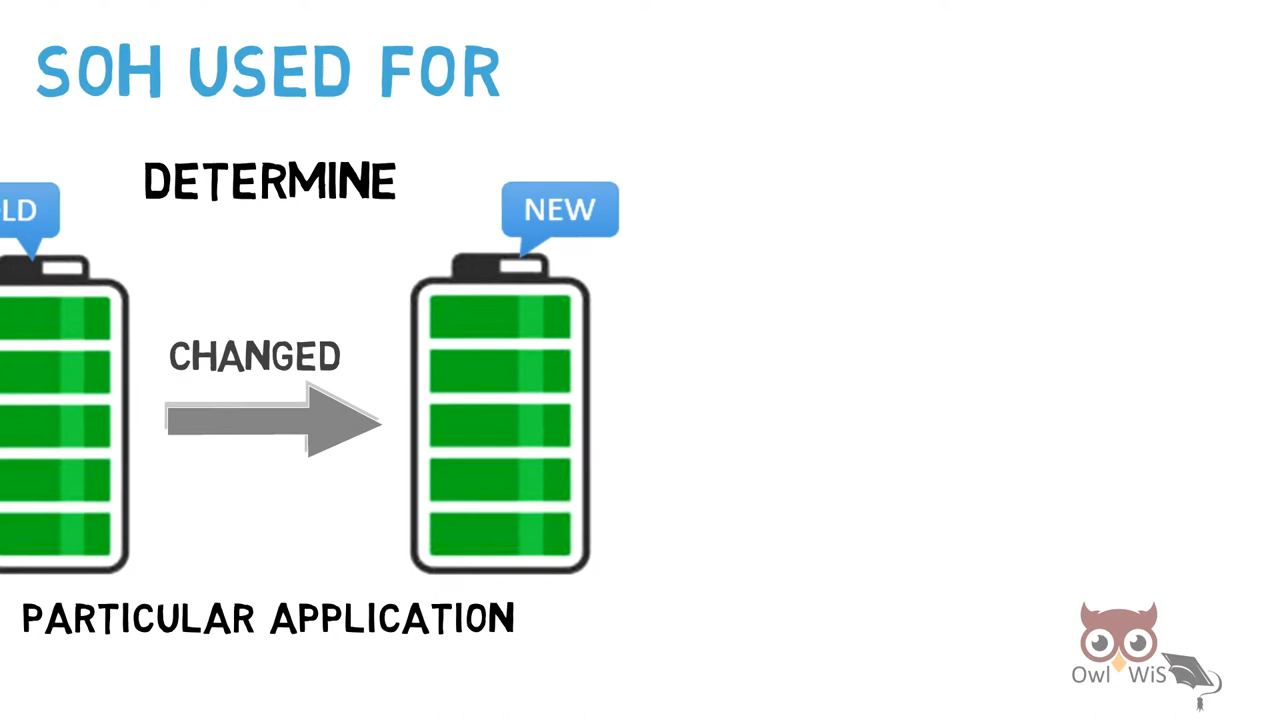 SOH USED FOR
DETERMINE
NEW
CHANGED
PARTICULAR APPLICATION
Owl WiS